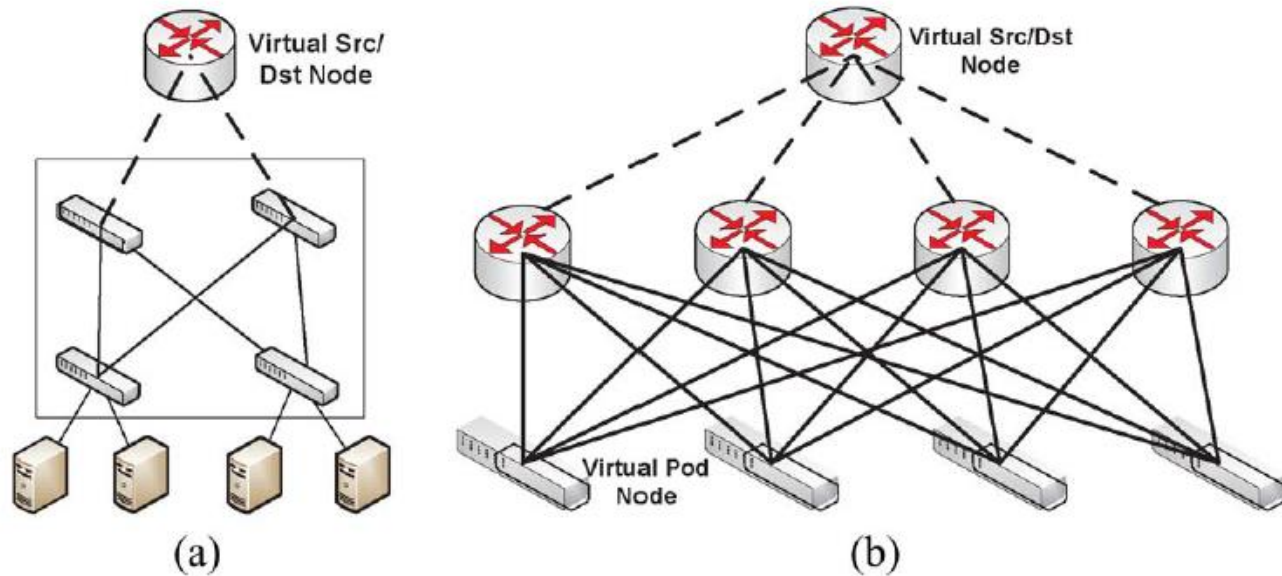 Virtual Src/
Dst Node
(a)
Virtual Src/Dst
Node
Virtual Pod
Node
(b)